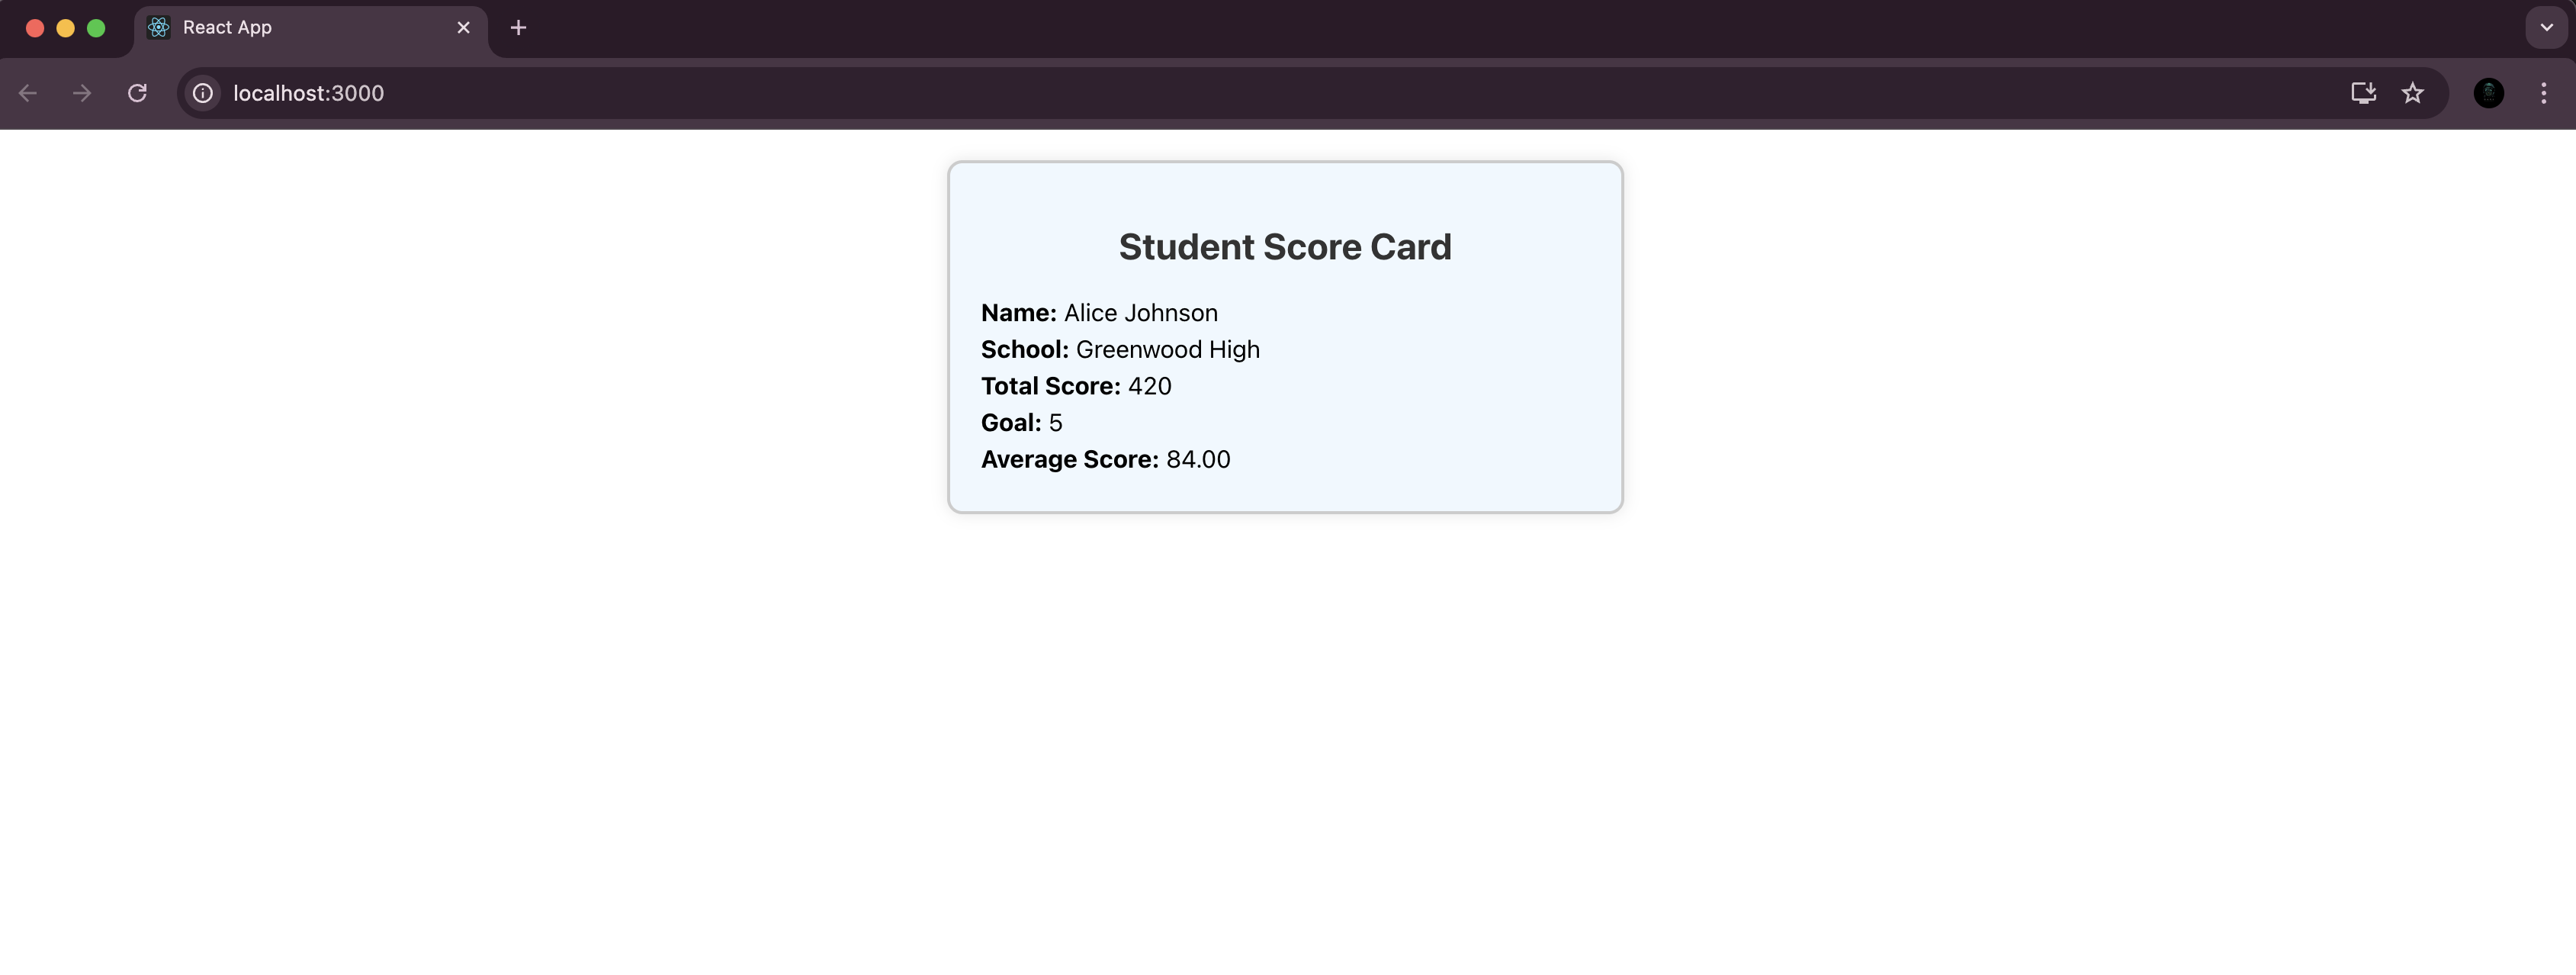 React App
localhost:3000
Student Score Card
Name: Alice Johnson
School: Greenwood High
Total Score: 420
Goal: 5
Average Score: 84.00